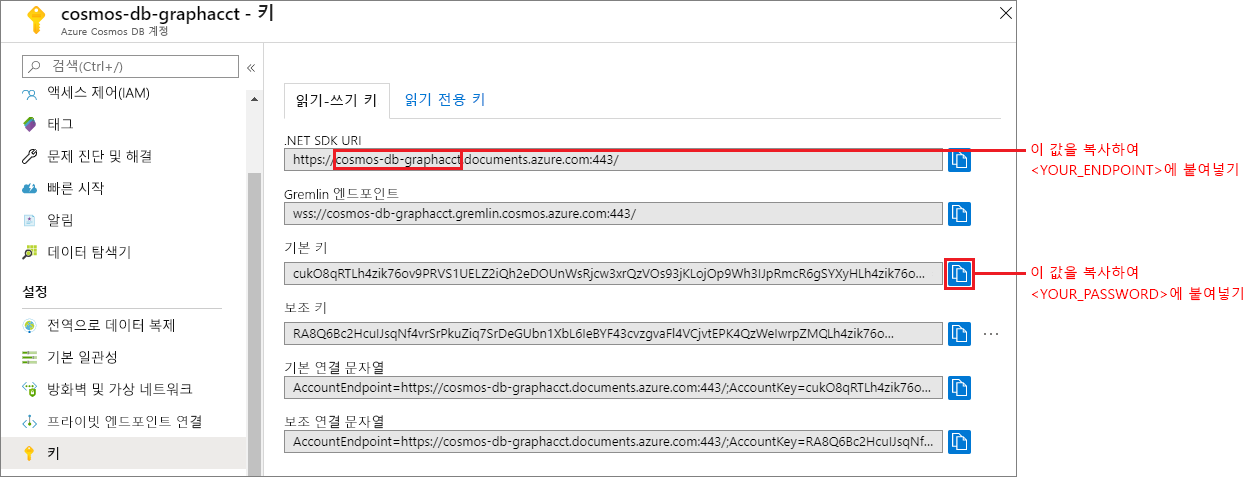 cosmos-db-graphacct - 키
Azure Cosmos DB 계정
검색(Ctrl+/)
액세스 제어(IAM)
태그
문제 진단 및 해결
빠른 시작
알림
데이터 탐색기
설정
전역으로 데이터 복제
기본 일관성
방화벽 및 가상 네트워크
프라이빗 엔드포인트 연결
키
읽기-쓰기 키
읽기 전용 키
.NET SDK URI
https://cosmos-db-graphacct.documents.azure.com:443/
이 값을 복사하여
<YOUR_ENDPOINT>에 붙여넣기
Gremlin 엔드포인트
wss://cosmos-db-graphacct.gremlin.cosmos.azure.com:443/
기본 키
cukO8qRTLh4zik76ov9PRVS1UELZ2iQh2eDOUnWsRjcw3xrQzVOs93jKLojOp9Wh3IJpRmcR6gSYXyHLh4zik76o...
이 값을 복사하여
<YOUR_PASSWORD>에 붙여넣기
보조 키
RA8Q6Bc2HcuIJsqNf4vrSrPkuZiq7SrDeGUbn1XbL6IeBYF43cvzgvaFl4VCjvtEPK4QzWeIwrpZMQLh4zik76o...
기본 연결 문자열
AccountEndpoint=https://cosmos-db-graphacct.documents.azure.com:443/;AccountKey=cukO8qRTLh4zik76o...
보조 연결 문자열
AccountEndpoint=https://cosmos-db-graphacct.documents.azure.com:443/;AccountKey=RA8Q6Bc2HcuIJsqNf...